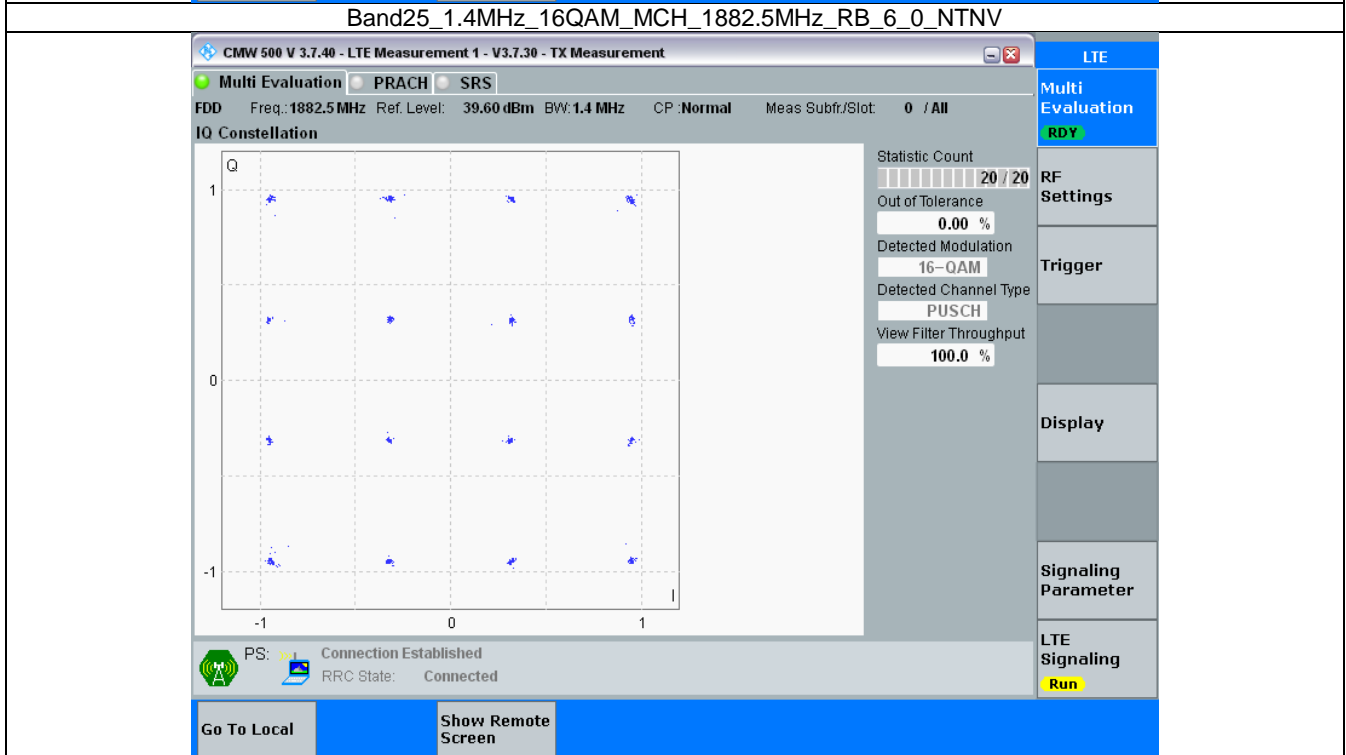 Band25_1.4MHz_16QAM_MCH_1882.5MHz_RB_6_0_NTNV
CMW 500 V 3.7.40 - LTE Measurement 1 - V3.7.30 - TX Measurement
LTE
Multi Evaluation PRACH SRS
Multi
Evaluation
RDY
FDD Freq.: 1882.5 MHz Ref. Level: 39.60 dBm BW: 1.4 MHz CP : Normal Meas Subfr./Slot: 0 / All
IQ Constellation
Q
1
0
-1
I
-1 0 1
Statistic Count
20 / 20
Out of Tolerance
0.00 %
Detected Modulation
16-QAM
Detected Channel Type
PUSCH
View Filter Throughput
100.0 %
RF
Settings
Trigger
Display
Signaling
Parameter
LTE
Signaling
Run
PS: Connection Established
RRC State: Connected
Go To Local
Show Remote
Screen